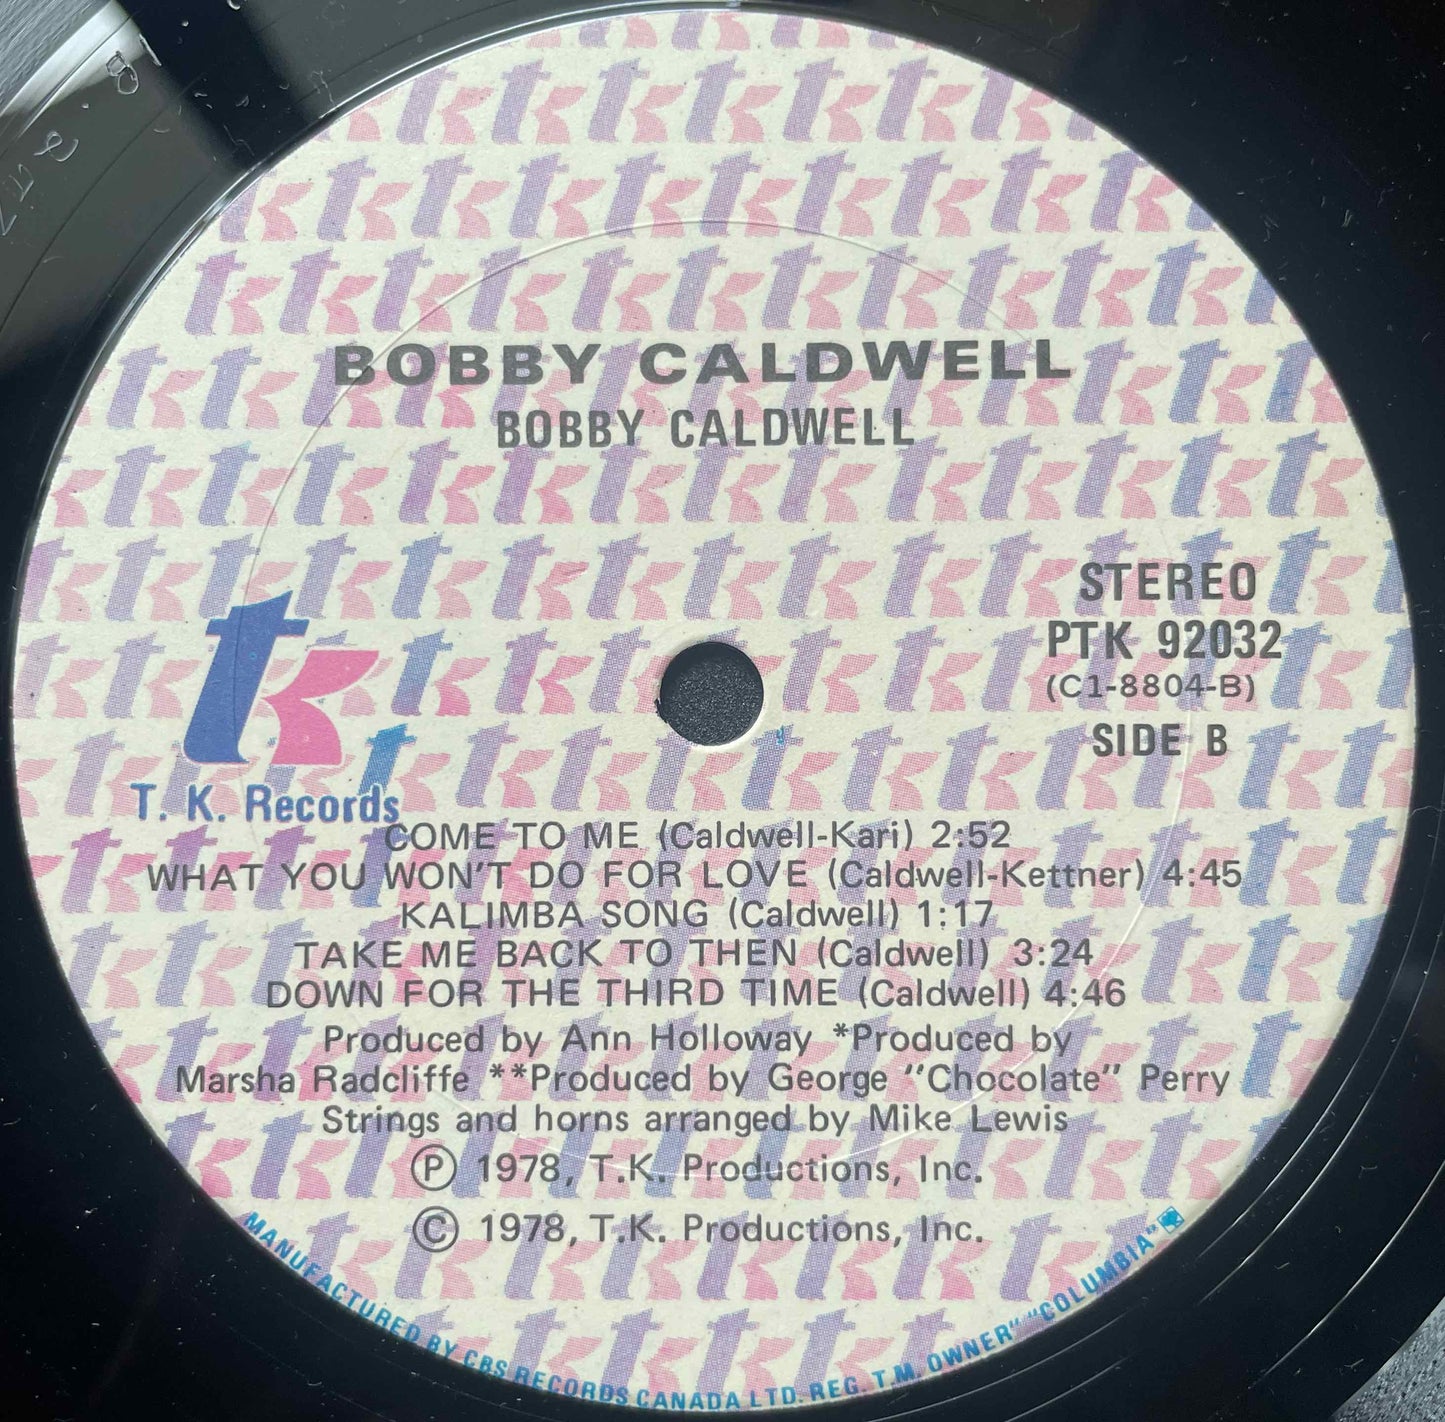 BOBBY CALDWELL
BOBBY CALDWELL
STEREO
PTK 92032
(C1-8804-B)
SIDE B
tk
T. K. Records
COME TO ME (Caldwell-Kari) 2:52
WHAT YOU WON'T DO FOR LOVE (Caldwell-Kettner) 4:45
KALIMBA SONG (Caldwell) 1:17
TAKE ME BACK TO THEN (Caldwell) 3:24
DOWN FOR THE THIRD TIME (Caldwell) 4:46
Produced by Ann Holloway *Produced by
Marsha Radcliffe **Produced by George "Chocolate" Perry
Strings and horns arranged by Mike Lewis
Ⓟ 1978, T.K. Productions, Inc.
© 1978, T.K. Productions, Inc.
MANUFACTURED BY CBS RECORDS CANADA LTD. REG. T.M. OWNER" "COLUMBIA"